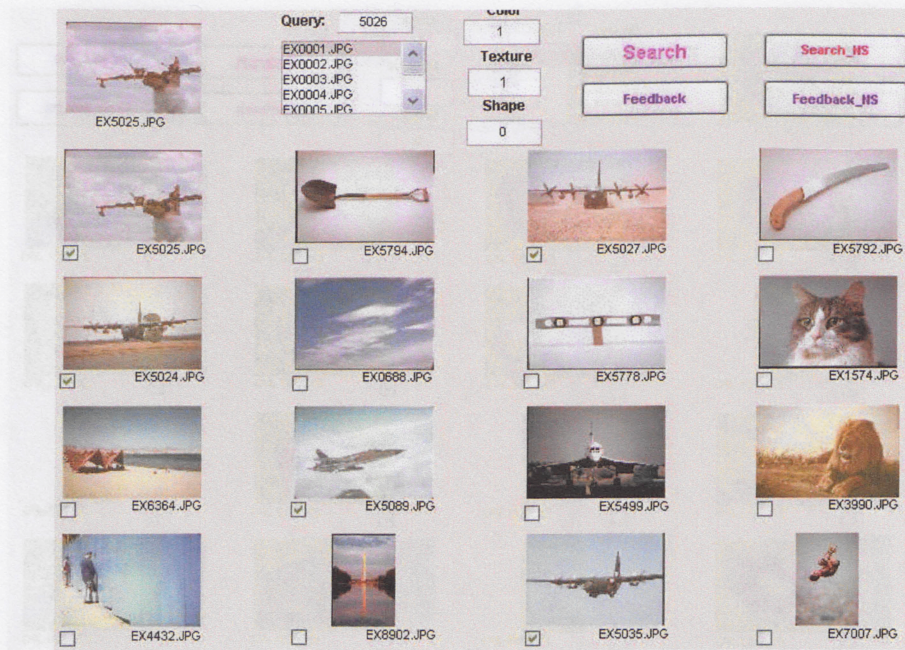 Query: 5026
EX0001.JPG
EX0002.JPG
EX0003.JPG
EX0004.JPG
EX0005.JPG
Color
1
Texture
1
Shape
0
Search
Search_NS
Feedback
Feedback_NS
EX5025.JPG
EX5025.JPG
EX5794.JPG
EX5027.JPG
EX5792.JPG
EX5024.JPG
EX0688.JPG
EX5778.JPG
EX1574.JPG
EX6364.JPG
EX5089.JPG
EX5499.JPG
EX3990.JPG
EX4432.JPG
EX8902.JPG
EX5035.JPG
EX7007.JPG